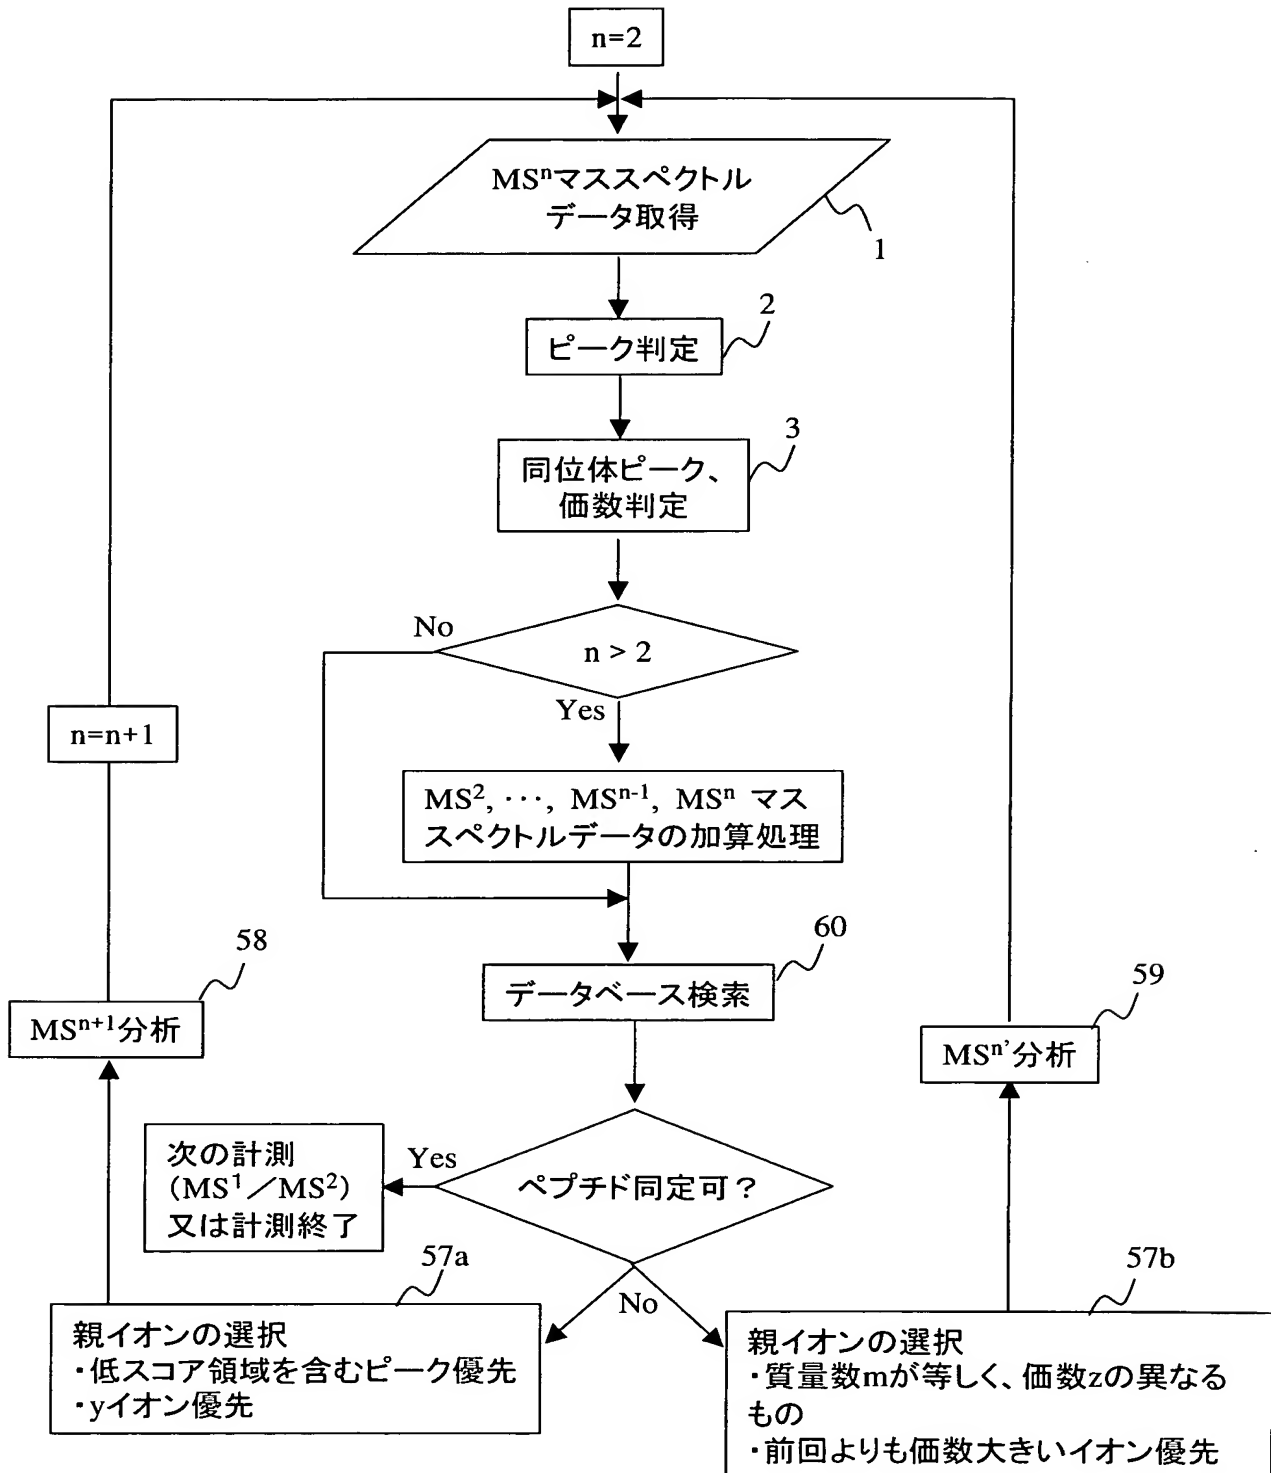 n=2
MSⁿマススペクトル
データ取得
1
ピーク判定
2
同位体ピーク、
価数判定
3
n > 2
No
Yes
n=n+1
MS², ･･･, MSⁿ⁻¹, MSⁿ マス
スペクトルデータの加算処理
データベース検索
60
MSⁿ⁺¹分析
58
MSⁿ’分析
59
ペプチド同定可？
Yes
No
次の計測
（MS¹／MS²）
又は計測終了
57a
親イオンの選択
・低スコア領域を含むピーク優先
・yイオン優先
57b
親イオンの選択
・質量数mが等しく、価数zの異なる
もの
・前回よりも価数大きいイオン優先